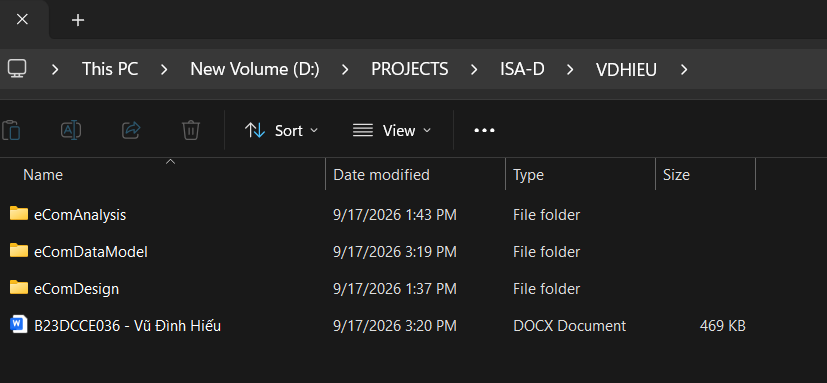 This PC > New Volume (D:) > PROJECTS > ISA-D > VDHIEU >
Sort View
Name Date modified Type Size
eComAnalysis 9/17/2026 1:43 PM File folder
eComDataModel 9/17/2026 3:19 PM File folder
eComDesign 9/17/2026 1:37 PM File folder
B23DCCE036 - Vũ Đình Hiếu 9/17/2026 3:20 PM DOCX Document 469 KB